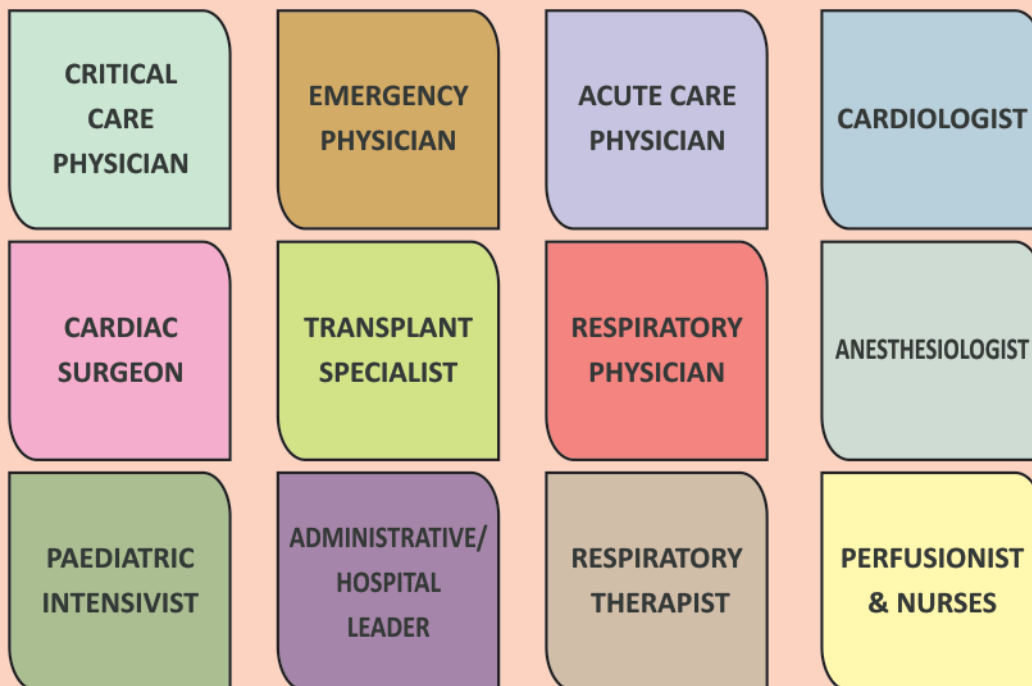 CRITICAL
CARE
PHYSICIAN
EMERGENCY
PHYSICIAN
ACUTE CARE
PHYSICIAN
CARDIOLOGIST
CARDIAC
SURGEON
TRANSPLANT
SPECIALIST
RESPIRATORY
PHYSICIAN
ANESTHESIOLOGIST
PAEDIATRIC
INTENSIVIST
ADMINISTRATIVE/
HOSPITAL
LEADER
RESPIRATORY
THERAPIST
PERFUSIONIST
& NURSES